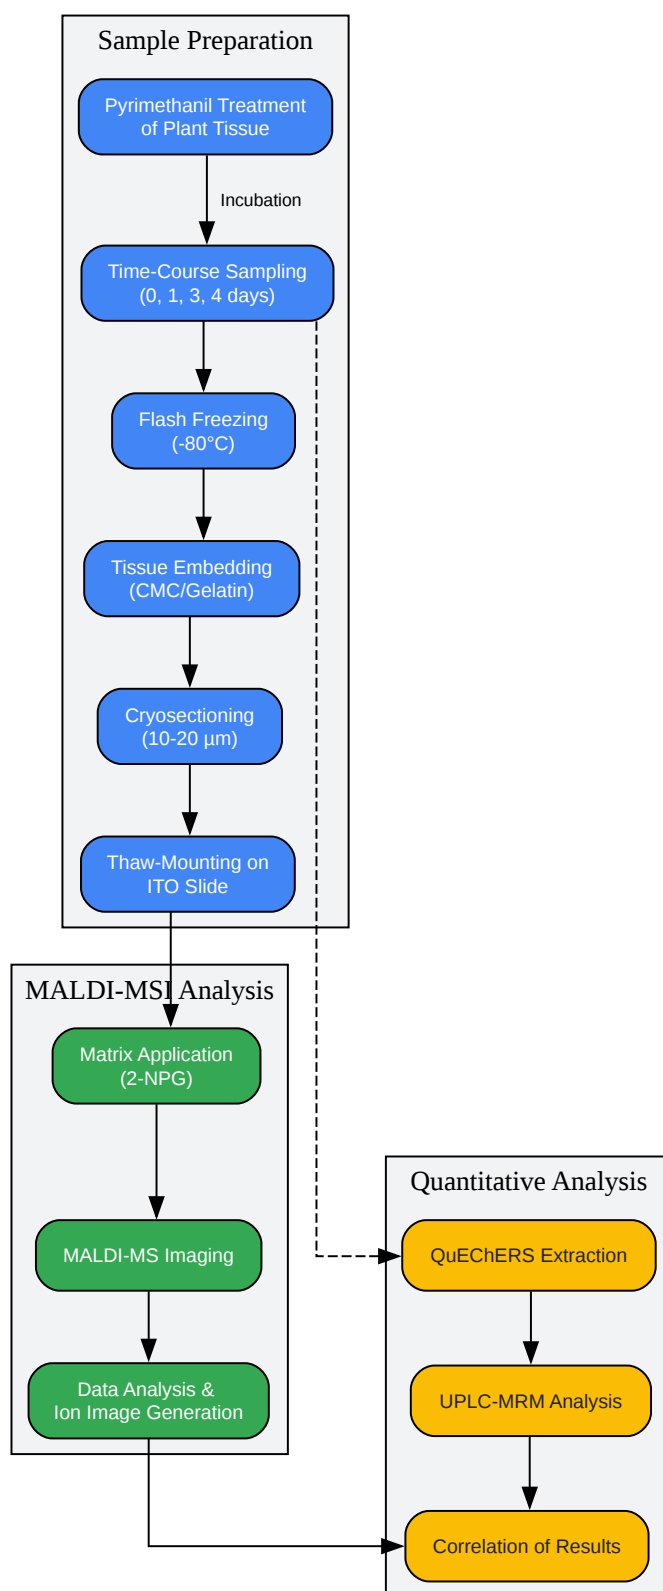 Sample Preparation
Pyrimethanil Treatment
of Plant Tissue
Incubation
Time-Course Sampling
(0, 1, 3, 4 days)
Flash Freezing
(-80°C)
Tissue Embedding
(CMC/Gelatin)
Cryosectioning
(10-20 µm)
Thaw-Mounting on
ITO Slide
MALDI-MSI Analysis
Matrix Application
(2-NPG)
MALDI-MS Imaging
Data Analysis &
Ion Image Generation
Quantitative Analysis
QuEChERS Extraction
UPLC-MRM Analysis
Correlation of Results